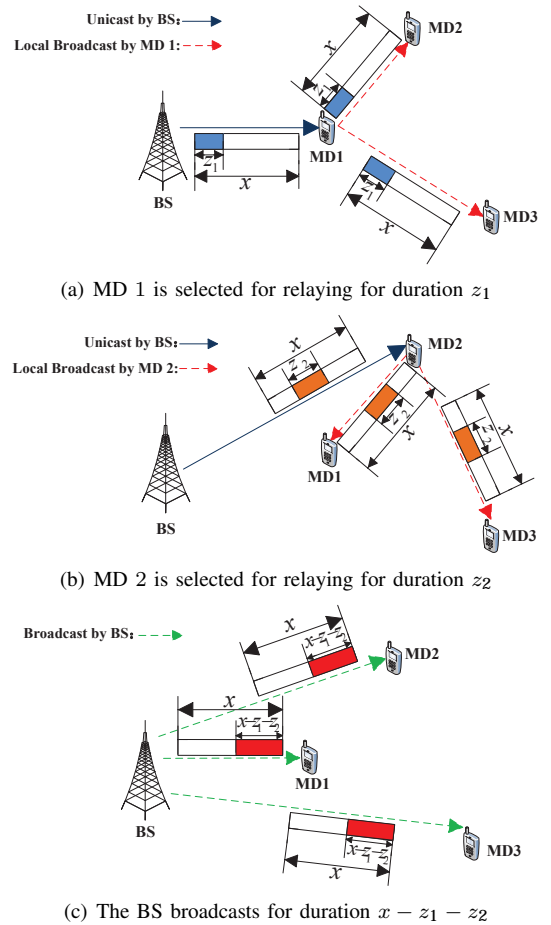 Unicast by BS:
Local Broadcast by MD 1:
MD2
x
z1
MD1
z1
x
BS
z1
x
MD3
(a) MD 1 is selected for relaying for duration z1
Unicast by BS:
Local Broadcast by MD 2:
MD2
x
z2
z2
x
MD1
z2
x
BS
MD3
(b) MD 2 is selected for relaying for duration z2
Broadcast by BS:
x
x-z1-z2
MD2
x
x-z1-z2
MD1
BS
MD3
x-z1-z2
x
(c) The BS broadcasts for duration x − z1 − z2